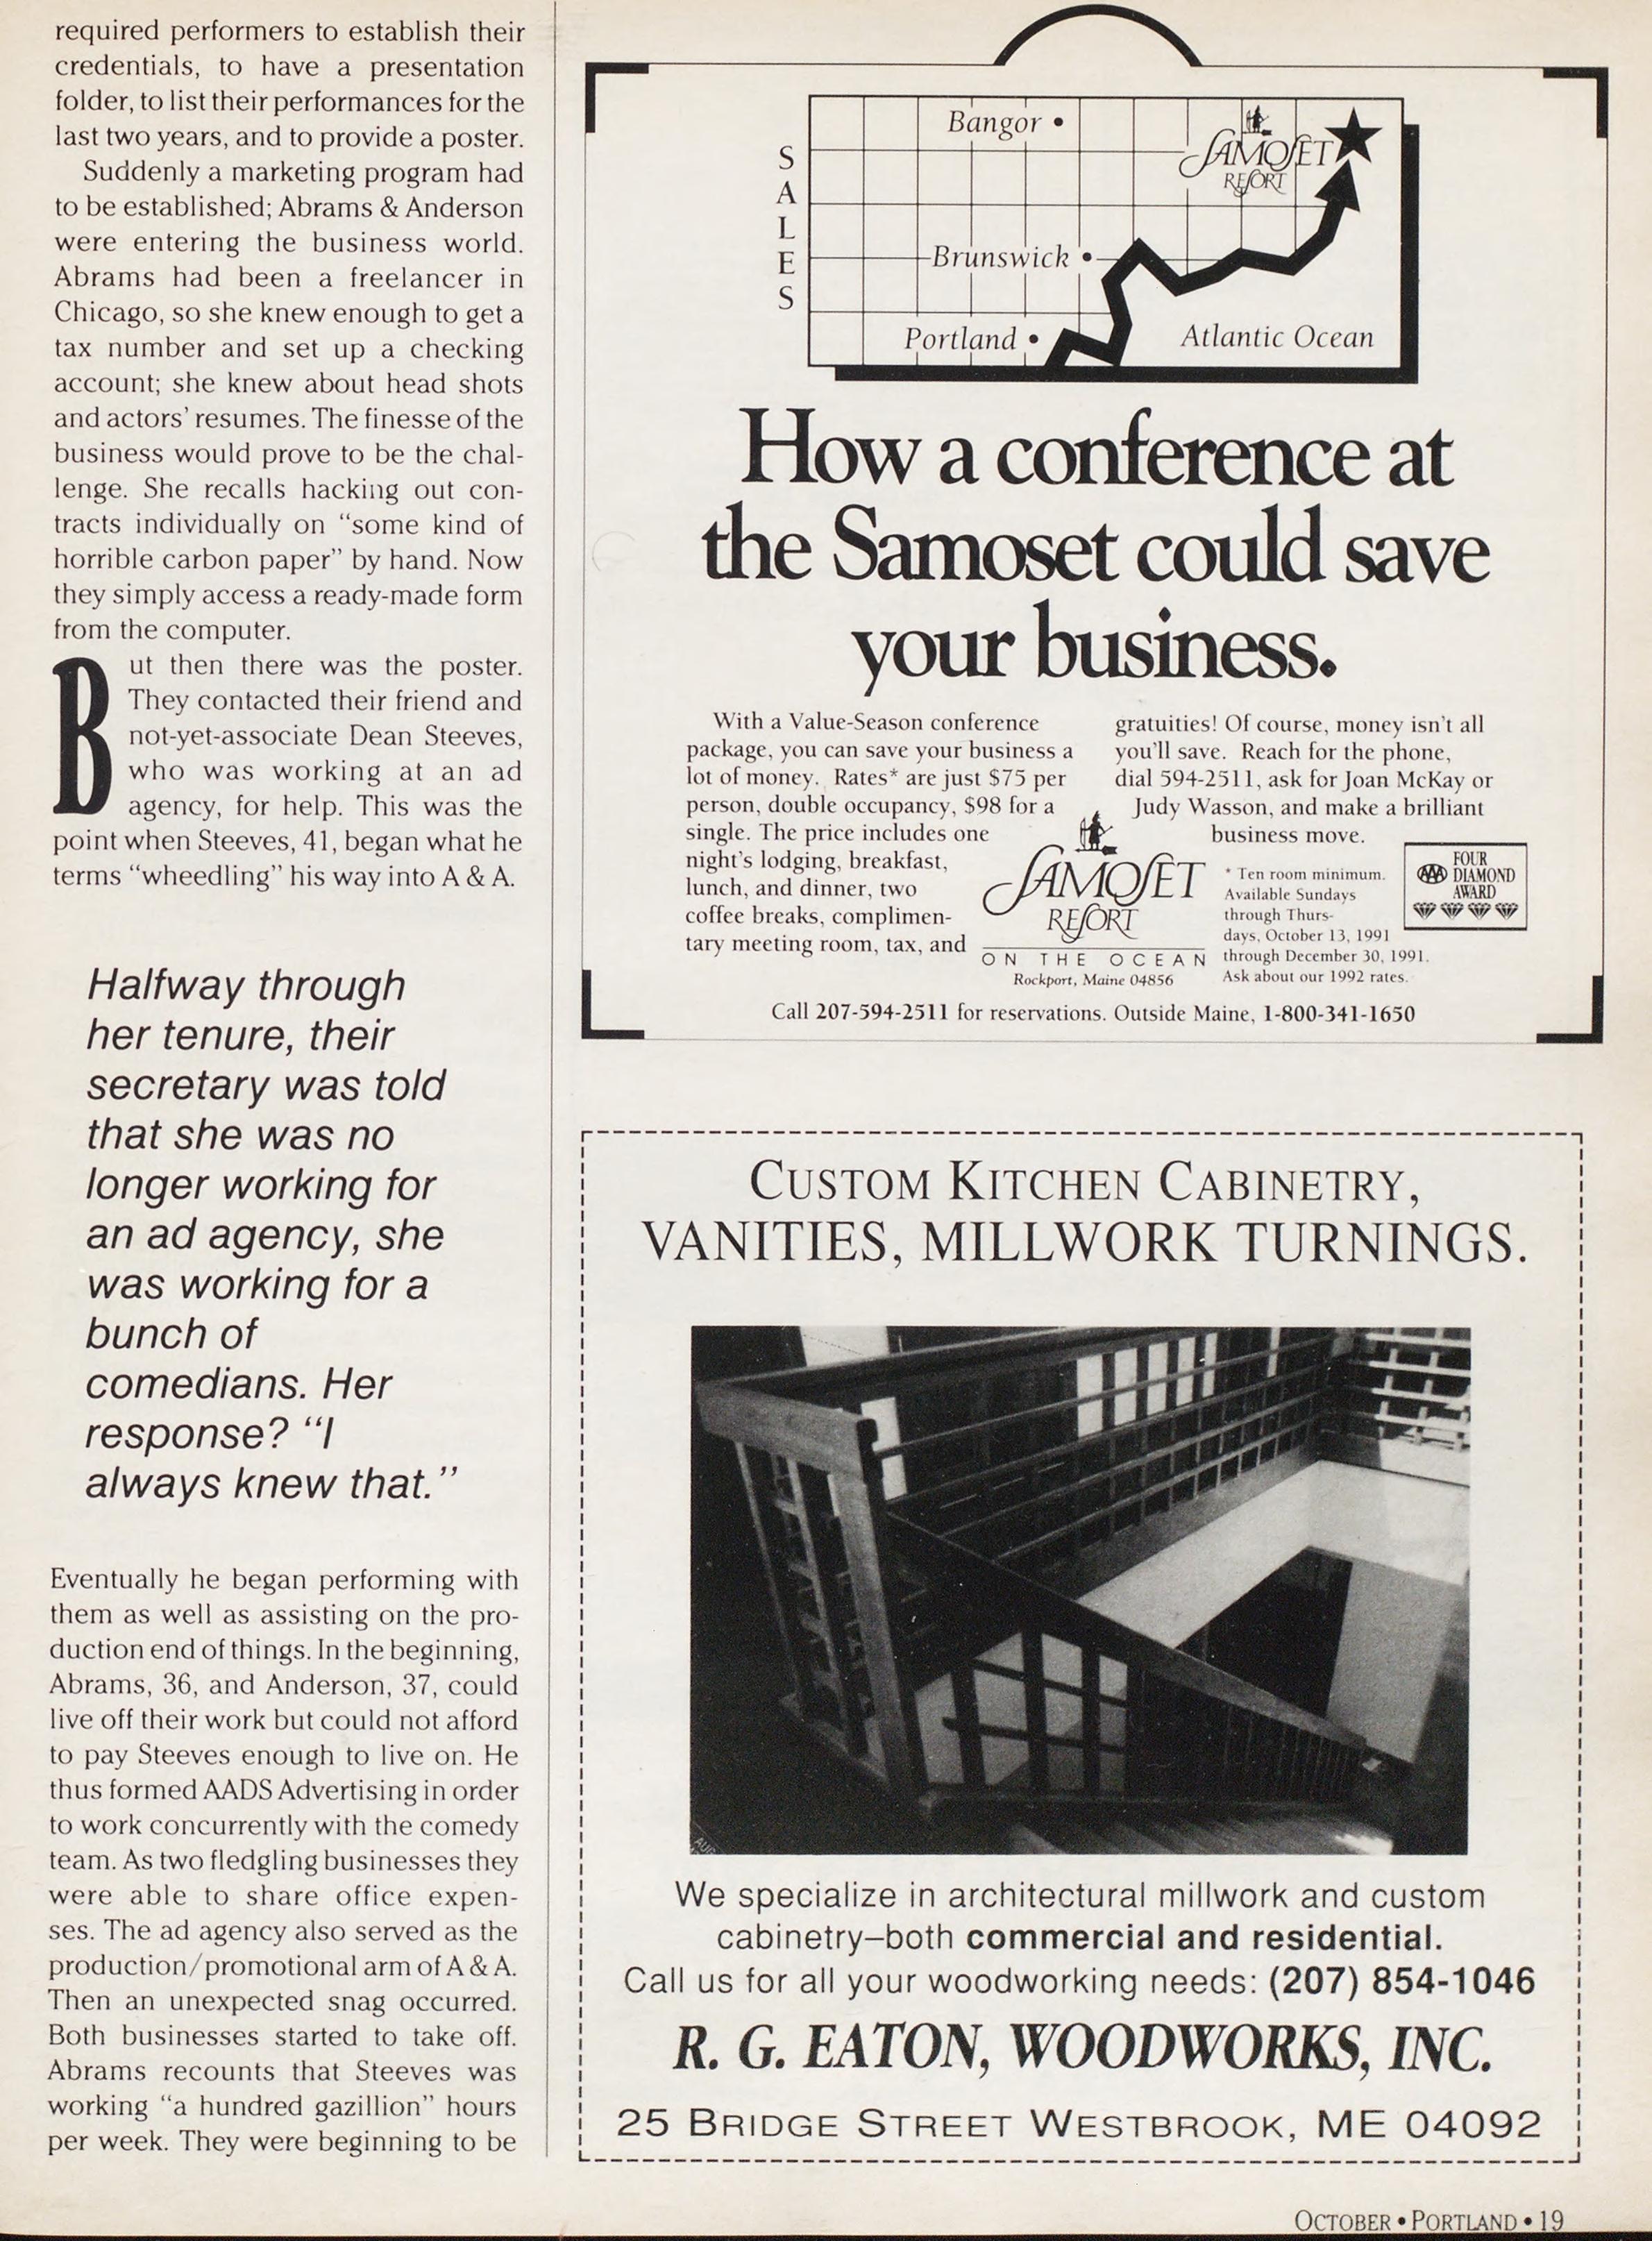 required performers to establish their
credentials, to have a presentation
folder, to list their performances for the
last two years, and to provide a poster.
Suddenly a marketing program had
to be established; Abrams & Anderson
were entering the business world.
Abrams had been a freelancer in
Chicago, so she knew enough to get a
tax number and set up a checking
account; she knew about head shots
and actors' resumes. The finesse of the
business would prove to be the chal-
lenge. She recalls hacking out con-
tracts individually on "some kind of
horrible carbon paper" by hand. Now
they simply access a ready-made form
from the computer.
But then there was the poster.
They contacted their friend and
not-yet-associate Dean Steeves,
who was working at an ad
agency, for help. This was the
point when Steeves, 41, began what he
terms "wheedling" his way into A & A.
Halfway through
her tenure, their
secretary was told
that she was no
longer working for
an ad agency, she
was working for a
bunch of
comedians. Her
response? "I
always knew that."
Eventually he began performing with
them as well as assisting on the pro-
duction end of things. In the beginning,
Abrams, 36, and Anderson, 37, could
live off their work but could not afford
to pay Steeves enough to live on. He
thus formed AADS Advertising in order
to work concurrently with the comedy
team. As two fledgling businesses they
were able to share office expen-
ses. The ad agency also served as the
production/promotional arm of A & A.
Then an unexpected snag occurred.
Both businesses started to take off.
Abrams recounts that Steeves was
working "a hundred gazillion" hours
per week. They were beginning to be
SALES
Bangor •
SAMOSET
RESORT
Brunswick •
Portland •
Atlantic Ocean
How a conference at
the Samoset could save
your business.
With a Value-Season conference
package, you can save your business a
lot of money. Rates* are just $75 per
person, double occupancy, $98 for a
single. The price includes one
night's lodging, breakfast,
lunch, and dinner, two
coffee breaks, complimen-
tary meeting room, tax, and
gratuities! Of course, money isn't all
you'll save. Reach for the phone,
dial 594-2511, ask for Joan McKay or
Judy Wasson, and make a brilliant
business move.
SAMOSET
RESORT
ON THE OCEAN
Rockport, Maine 04856
* Ten room minimum.
Available Sundays
through Thurs-
days, October 13, 1991
through December 30, 1991.
Ask about our 1992 rates.
AAA
FOUR
DIAMOND
AWARD
Call 207-594-2511 for reservations. Outside Maine, 1-800-341-1650
CUSTOM KITCHEN CABINETRY,
VANITIES, MILLWORK TURNINGS.
We specialize in architectural millwork and custom
cabinetry–both commercial and residential.
Call us for all your woodworking needs: (207) 854-1046
R. G. EATON, WOODWORKS, INC.
25 BRIDGE STREET WESTBROOK, ME 04092
OCTOBER • PORTLAND • 19